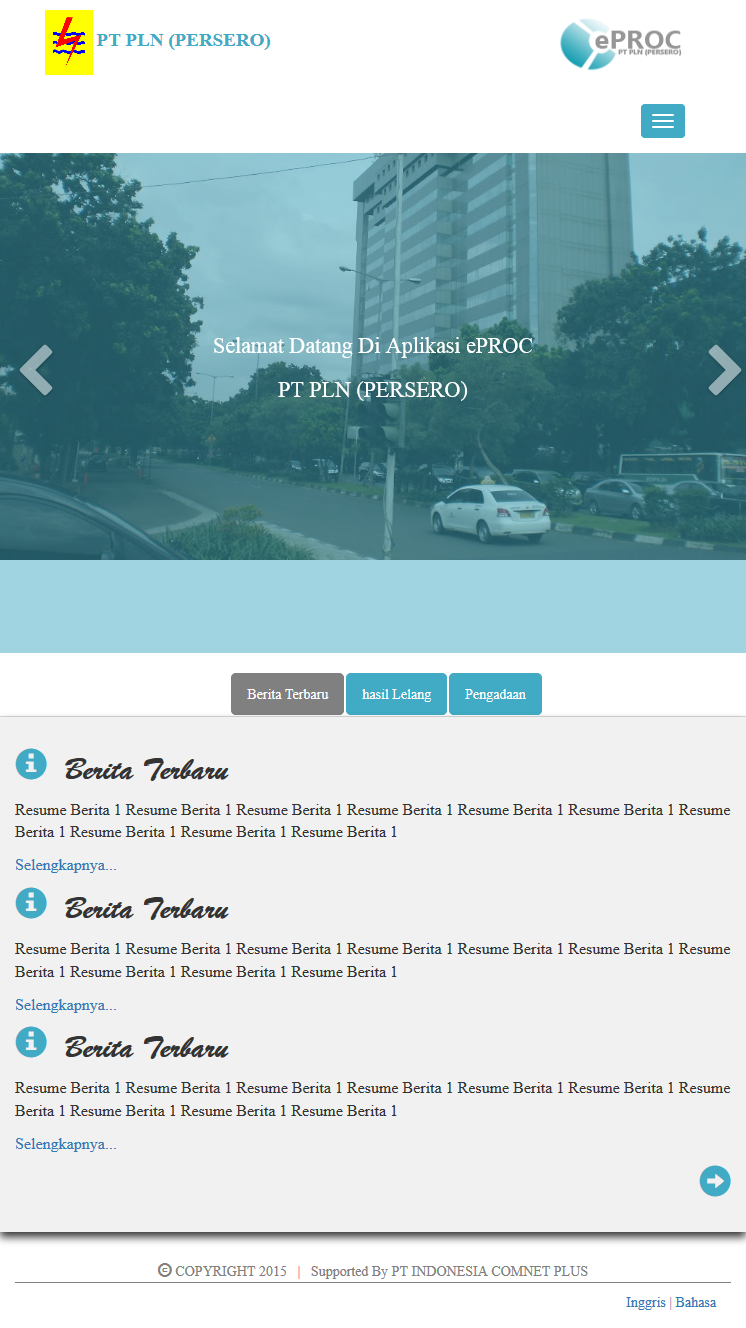 PT PLN (PERSERO)
ePROC
PT PLN (PERSERO)
Selamat Datang Di Aplikasi ePROC
PT PLN (PERSERO)
Berita Terbaru hasil Lelang Pengadaan
Berita Terbaru
Resume Berita 1 Resume Berita 1 Resume Berita 1 Resume Berita 1 Resume Berita 1 Resume Berita 1 Resume
Berita 1 Resume Berita 1 Resume Berita 1 Resume Berita 1
Selengkapnya...
Berita Terbaru
Resume Berita 1 Resume Berita 1 Resume Berita 1 Resume Berita 1 Resume Berita 1 Resume Berita 1 Resume
Berita 1 Resume Berita 1 Resume Berita 1 Resume Berita 1
Selengkapnya...
Berita Terbaru
Resume Berita 1 Resume Berita 1 Resume Berita 1 Resume Berita 1 Resume Berita 1 Resume Berita 1 Resume
Berita 1 Resume Berita 1 Resume Berita 1 Resume Berita 1
Selengkapnya...
© COPYRIGHT 2015 | Supported By PT INDONESIA COMNET PLUS
Inggris | Bahasa